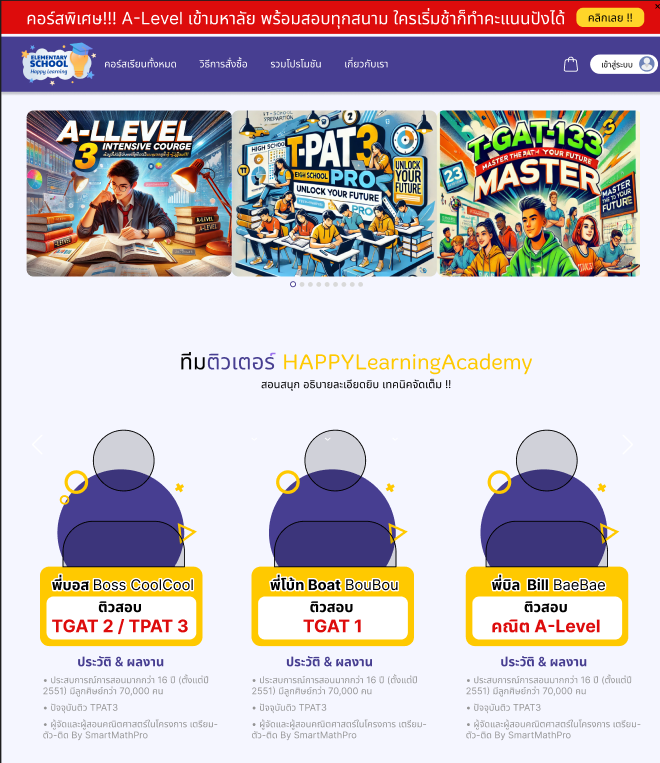 คอร์สพิเศษ!!! A-Level เข้ามหาลัย พร้อมสอบทุกสนาม ใครเริ่มช้าก็ทำคะแนนปังได้ คลิกเลย !!
ELEMENTARY
SCHOOL
Happy Learning
คอร์สเรียนทั้งหมด วิธีการสั่งซื้อ รวมโปรโมชัน เกี่ยวกับเรา เข้าสู่ระบบ
A-LLEVEL
3 INTENSIVE COURGE
A-LEVEL
HIGH SCHOOL
T-PAT3
EIGH SCHOOL PRO
UNLOCK YOUR FUTURE
UNLOCK
YOUR
FUTURE
PRO
T-GAT-133
3
MASTER THE PATH YOUR FUTURE
MASTER
23
ทีมติวเตอร์ HAPPYLearningAcademy
สอนสนุก อธิบายละเอียดยิบ เทคนิคจัดเต็ม !!
พี่บอส Boss CoolCool
ติวสอบ
TGAT 2 / TPAT 3
ประวัติ & ผลงาน
• ประสบการณ์การสอนมากกว่า 16 ปี (ตั้งแต่ปี
2551) มีลูกศิษย์กว่า 70,000 คน
• ปัจจุบันติว TPAT3
• ผู้จัดและผู้สอนคณิตศาสตร์ในโครงการ เตรียม-
ตัว-ติด By SmartMathPro
พี่โบ้ท Boat BouBou
ติวสอบ
TGAT 1
ประวัติ & ผลงาน
• ประสบการณ์การสอนมากกว่า 16 ปี (ตั้งแต่ปี
2551) มีลูกศิษย์กว่า 70,000 คน
• ปัจจุบันติว TPAT3
• ผู้จัดและผู้สอนคณิตศาสตร์ในโครงการ เตรียม-
ตัว-ติด By SmartMathPro
พี่บิล Bill BaeBae
ติวสอบ
คณิต A-Level
ประวัติ & ผลงาน
• ประสบการณ์การสอนมากกว่า 16 ปี (ตั้งแต่ปี
2551) มีลูกศิษย์กว่า 70,000 คน
• ปัจจุบันติว TPAT3
• ผู้จัดและผู้สอนคณิตศาสตร์ในโครงการ เตรียม-
ตัว-ติด By SmartMathPro